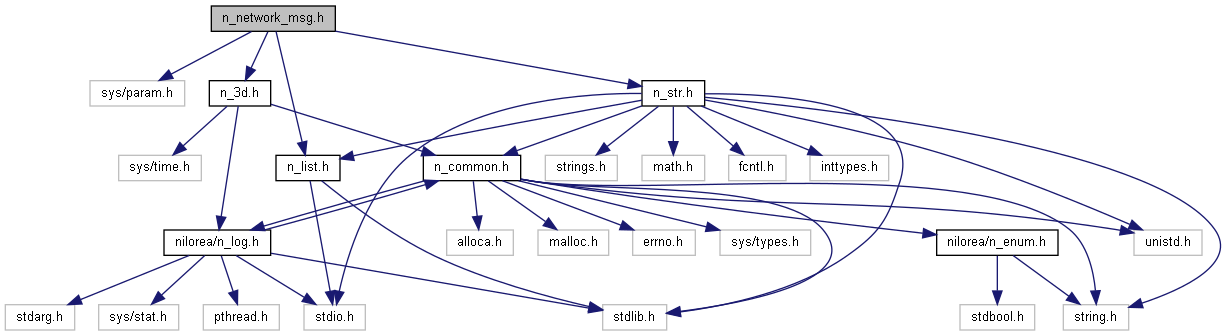 n_network_msg.h
sys/param.h
n_3d.h
n_str.h
sys/time.h
n_list.h
n_common.h
strings.h
math.h
fcntl.h
inttypes.h
nilorea/n_log.h
alloca.h
malloc.h
errno.h
sys/types.h
nilorea/n_enum.h
unistd.h
stdarg.h
sys/stat.h
pthread.h
stdio.h
stdlib.h
stdbool.h
string.h